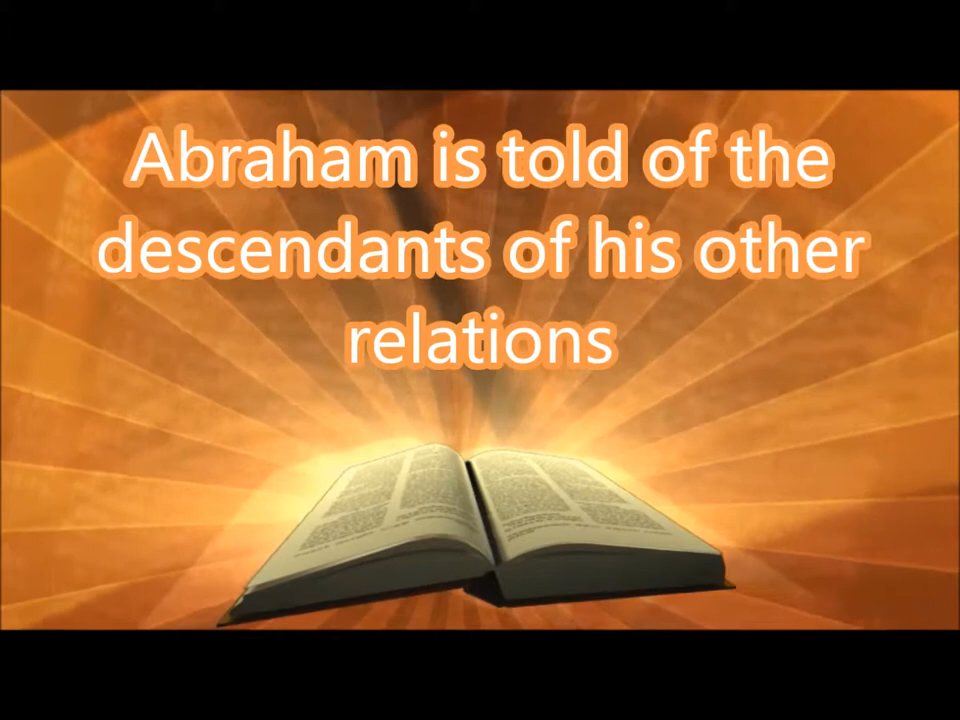 Abraham is told of the
descendants of his other
relations